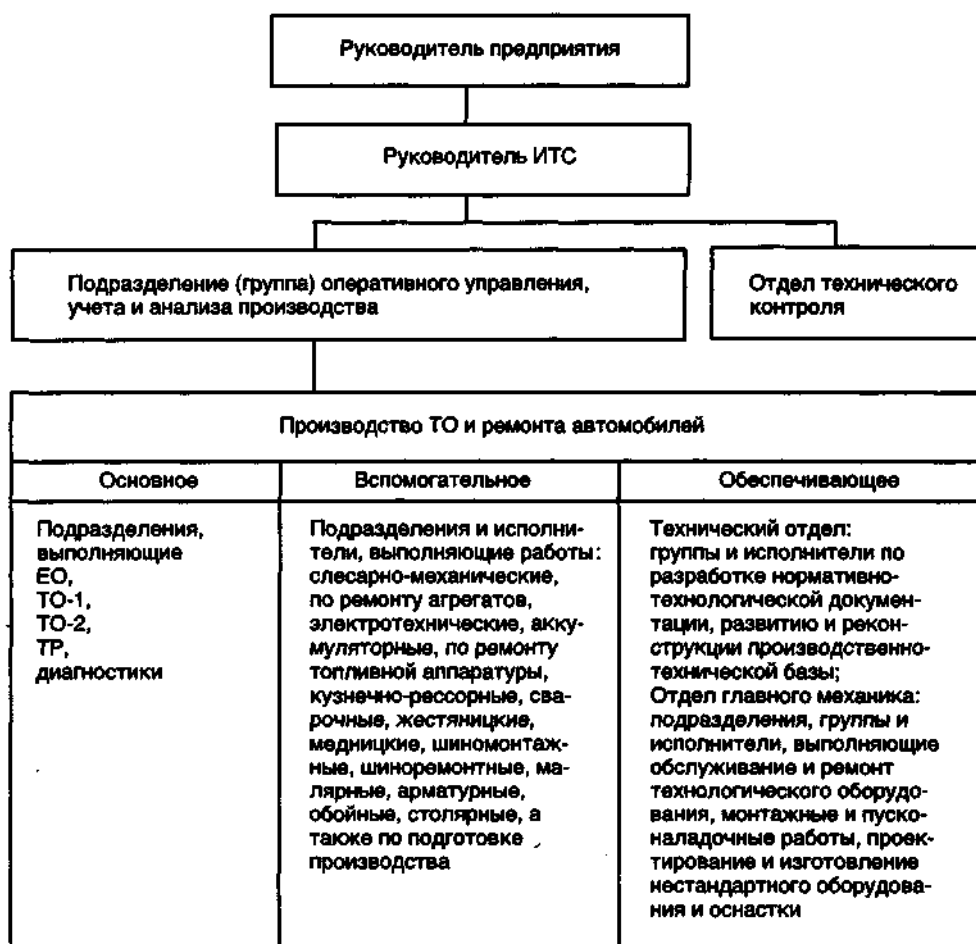 Руководитель предприятия
Руководитель ИТС
Подразделение (группа) оперативного управления,
учета и анализа производства
Отдел технического
контроля
Производство ТО и ремонта автомобилей
Основное
Вспомогательное
Обеспечивающее
Подразделения,
выполняющие
ЕО,
ТО-1,
ТО-2,
ТР,
диагностики
Подразделения и исполни-
тели, выполняющие работы:
слесарно-механические,
по ремонту агрегатов,
электротехнические, акку-
муляторные, по ремонту
топливной аппаратуры,
кузнечно-рессорные, сва-
рочные, жестяницкие,
медницкие, шиномонтаж-
ные, шиноремонтные, ма-
лярные, арматурные,
обойные, столярные, а
также по подготовке
производства
Технический отдел:
группы и исполнители по
разработке нормативно-
технологической докумен-
тации, развитию и рекон-
струкции производственно-
технической базы;
Отдел главного механика:
подразделения, группы и
исполнители, выполняющие
обслуживание и ремонт
технологического оборудо-
вания, монтажные и пуско-
наладочные работы, проек-
тирование и изготовление
нестандартного оборудова-
ния и оснастки